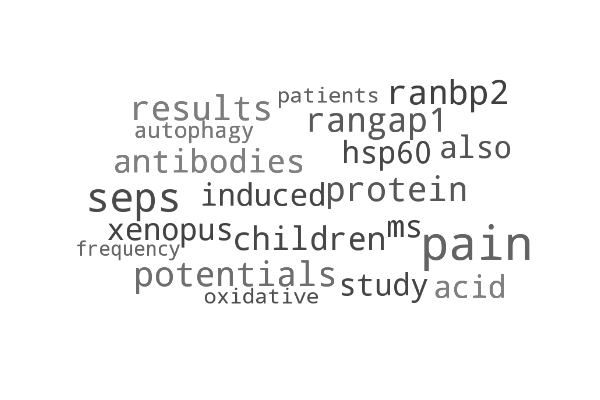 patients ranbp2
results rangap1
autophagy
hsp60 also
antibodies
seps induced protein
xenopus children ms pain
frequency
potentials study acid
oxidative